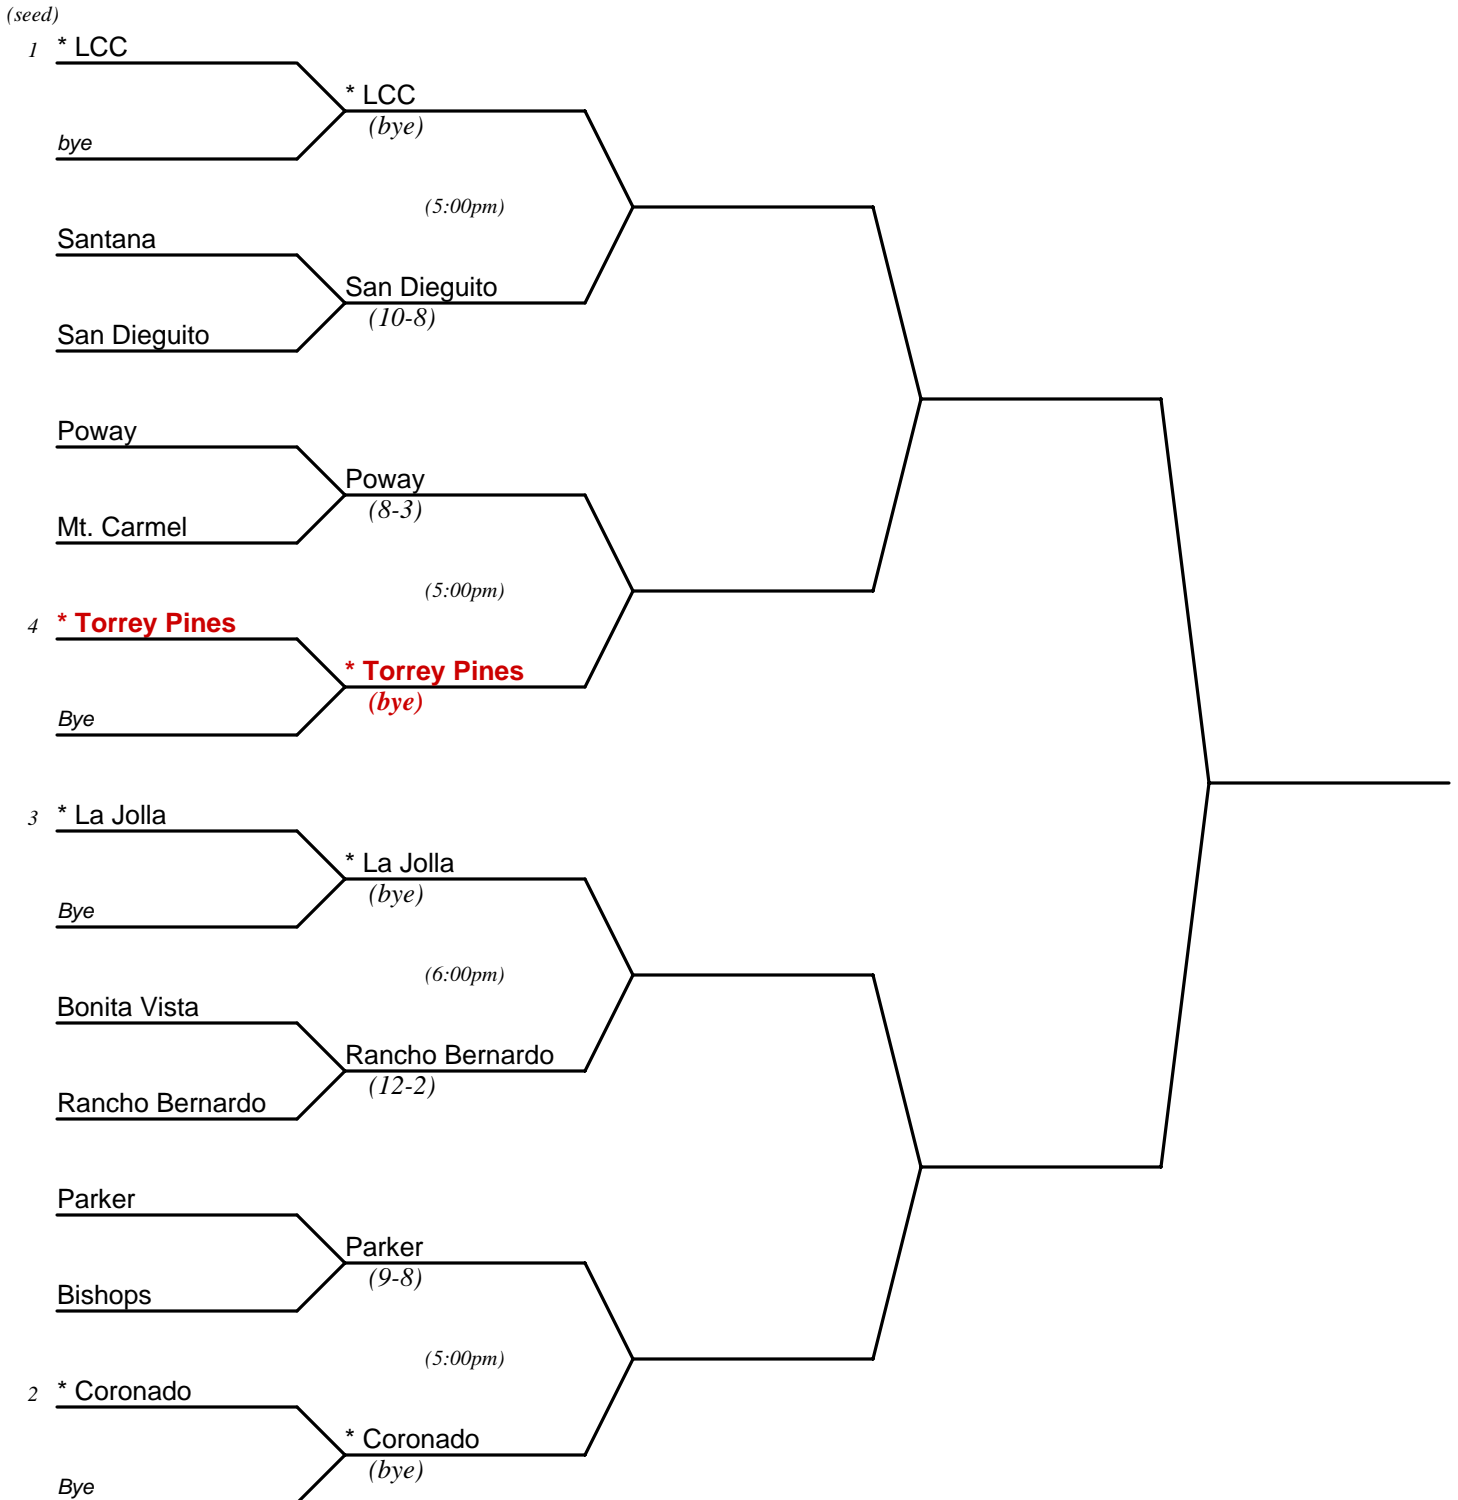 (seed)
1 * LCC
* LCC
(bye)
bye
(5:00pm)
Santana
San Dieguito
(10-8)
San Dieguito
Poway
Poway
(8-3)
Mt. Carmel
(5:00pm)
4 * Torrey Pines
* Torrey Pines
(bye)
Bye
3 * La Jolla
* La Jolla
(bye)
Bye
(6:00pm)
Bonita Vista
Rancho Bernardo
(12-2)
Rancho Bernardo
Parker
Parker
(9-8)
Bishops
(5:00pm)
2 * Coronado
* Coronado
(bye)
Bye